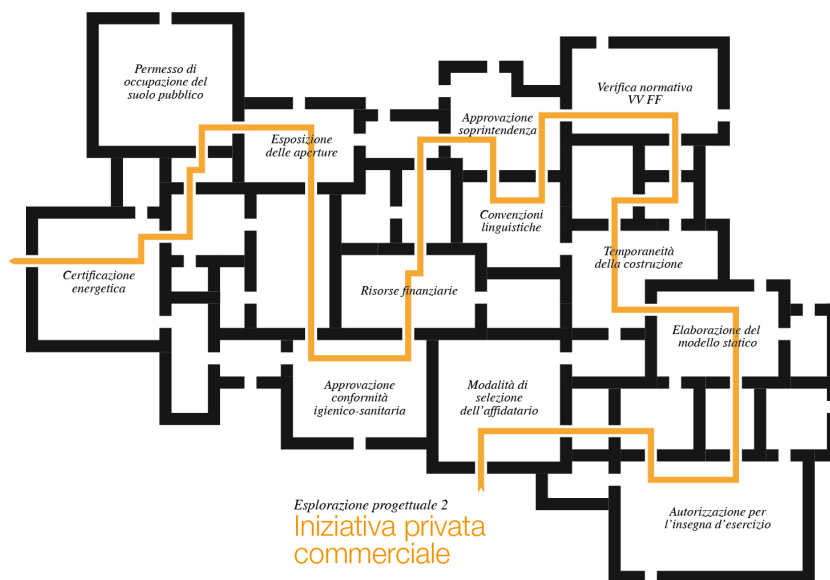 Permesso di
occupazione del
suolo pubblico
Verifica normativa
VV FF
Approvazione
soprintendenza
Esposizione
delle aperture
Convenzioni
linguistiche
Temporaneità
della costruzione
Certificazione
energetica
Risorse finanziarie
Elaborazione del
modello statico
Approvazione
conformità
igienico-sanitaria
Modalità di
selezione
dell’affidatario
Autorizzazione per
l’insegna d’esercizio
Esplorazione progettuale 2
Iniziativa privata
commerciale